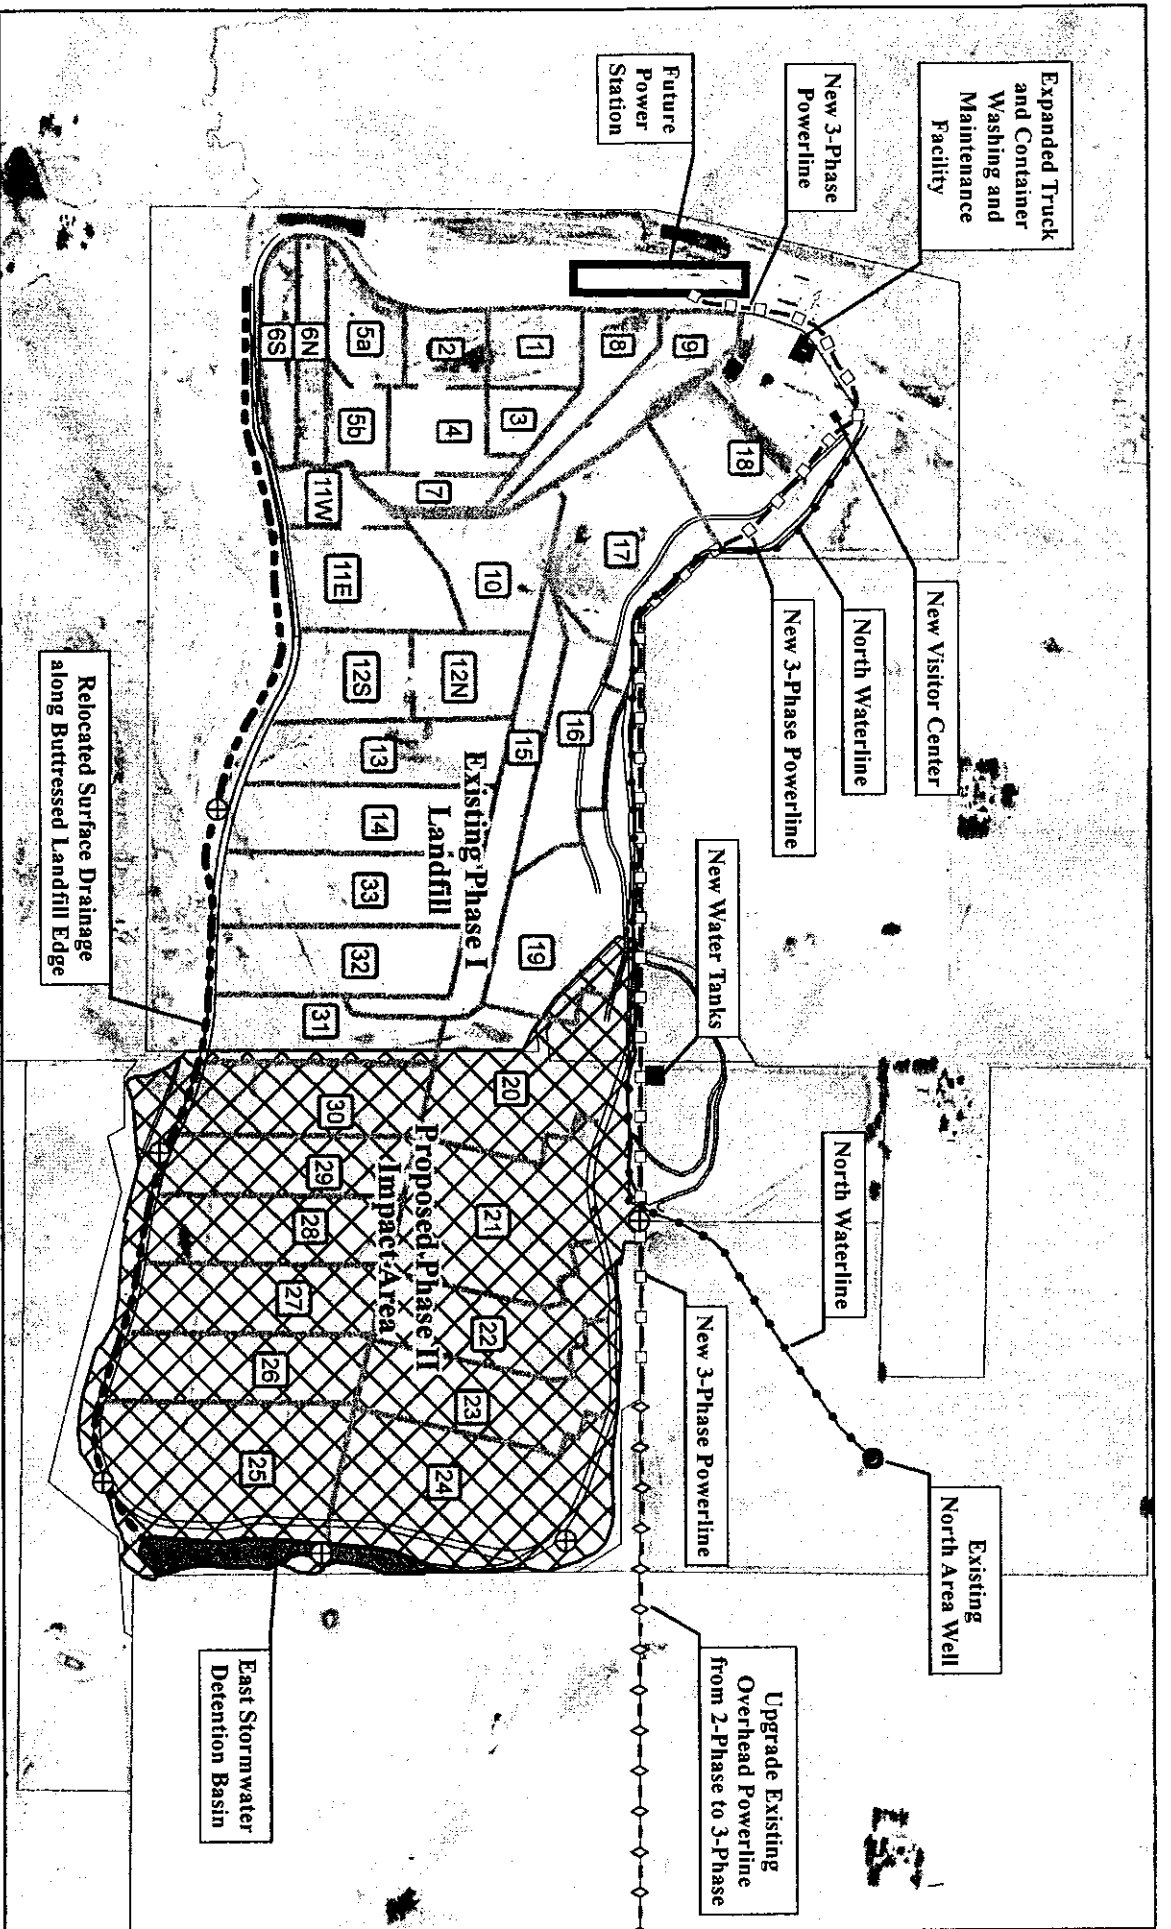 Expanded Truck
and Container
Washing and
Maintenance
Facility
New 3-Phase
Powerline
Future
Power
Station
New Visitor Center
North Waterline
New 3-Phase Powerline
New Water Tanks
North Waterline
New 3-Phase Powerline
Existing
North Area Well
Upgrade Existing
Overhead Powerline
from 2-Phase to 3-Phase
East Stormwater
Detention Basin
Relocated Surface Drainage
along Buttressed Landfill Edge
Existing Phase I
Landfill
Proposed Phase II
Impact Area
1
2
3
4
5a
5b
6N
6S
7
8
9
10
11W
11E
12N
12S
13
14
15
16
17
18
19
20
21
22
23
24
25
26
27
28
29
30
31
32
33